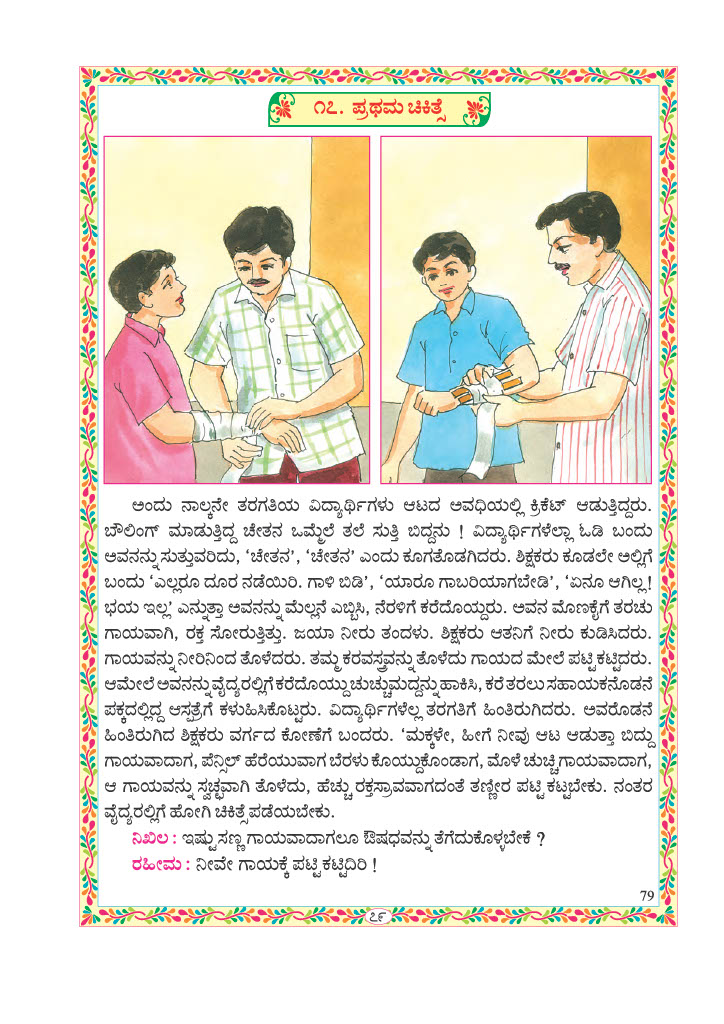 ೧೭. ಪ್ರಥಮ ಚಿಕಿತ್ಸೆ
ಅಂದು ನಾಲ್ಕನೇ ತರಗತಿಯ ವಿದ್ಯಾರ್ಥಿಗಳು ಆಟದ ಅವಧಿಯಲ್ಲಿ ಕ್ರಿಕೆಟ್ ಆಡುತ್ತಿದ್ದರು.
ಬೌಲಿಂಗ್ ಮಾಡುತ್ತಿದ್ದ ಚೇತನ ಒಮ್ಮೆಲೆ ತಲೆ ಸುತ್ತಿ ಬಿದ್ದನು ! ವಿದ್ಯಾರ್ಥಿಗಳೆಲ್ಲಾ ಓಡಿ ಬಂದು
ಅವನನ್ನು ಸುತ್ತುವರಿದು, ‘ಚೇತನ’, ‘ಚೇತನ’ ಎಂದು ಕೂಗತೊಡಗಿದರು. ಶಿಕ್ಷಕರು ಕೂಡಲೇ ಅಲ್ಲಿಗೆ
ಬಂದು ‘ಎಲ್ಲರೂ ದೂರ ನಡೆಯಿರಿ. ಗಾಳಿ ಬಿಡಿ’, ‘ಯಾರೂ ಗಾಬರಿಯಾಗಬೇಡಿ’, ‘ಏನೂ ಆಗಿಲ್ಲ !
ಭಯ ಇಲ್ಲ’ ಎನ್ನುತ್ತಾ ಅವನನ್ನು ಮೆಲ್ಲನೆ ಎಬ್ಬಿಸಿ, ನೆರಳಿಗೆ ಕರೆದೊಯ್ದರು. ಅವನ ಮೊಣಕೈಗೆ ತರಚು
ಗಾಯವಾಗಿ, ರಕ್ತ ಸೋರುತ್ತಿತ್ತು. ಜಯಾ ನೀರು ತಂದಳು. ಶಿಕ್ಷಕರು ಆತನಿಗೆ ನೀರು ಕುಡಿಸಿದರು.
ಗಾಯವನ್ನು ನೀರಿನಿಂದ ತೊಳೆದರು. ತಮ್ಮ ಕರವಸ್ತ್ರವನ್ನು ತೊಳೆದು ಗಾಯದ ಮೇಲೆ ಪಟ್ಟಿ ಕಟ್ಟಿದರು.
ಆಮೇಲೆ ಅವನನ್ನು ವೈದ್ಯರಲ್ಲಿಗೆ ಕರೆದೊಯ್ದು ಚುಚ್ಚುಮದ್ದನ್ನು ಹಾಕಿಸಿ, ಕರೆ ತರಲು ಸಹಾಯಕನೊಡನೆ
ಪಕ್ಕದಲ್ಲಿದ್ದ ಆಸ್ಪತ್ರೆಗೆ ಕಳುಹಿಸಿಕೊಟ್ಟರು. ವಿದ್ಯಾರ್ಥಿಗಳೆಲ್ಲ ತರಗತಿಗೆ ಹಿಂತಿರುಗಿದರು. ಅವರೊಡನೆ
ಹಿಂತಿರುಗಿದ ಶಿಕ್ಷಕರು ವರ್ಗದ ಕೋಣೆಗೆ ಬಂದರು. ‘ಮಕ್ಕಳೇ, ಹೀಗೆ ನೀವು ಆಟ ಆಡುತ್ತಾ ಬಿದ್ದು
ಗಾಯವಾದಾಗ, ಪೆನ್ಸಿಲ್ ಹೆರೆಯುವಾಗ ಬೆರಳು ಕೊಯ್ದುಕೊಂಡಾಗ, ಮೊಳೆ ಚುಚ್ಚಿ ಗಾಯವಾದಾಗ,
ಆ ಗಾಯವನ್ನು ಸ್ವಚ್ಛವಾಗಿ ತೊಳೆದು, ಹೆಚ್ಚು ರಕ್ತಸ್ರಾವವಾಗದಂತೆ ತಣ್ಣೀರ ಪಟ್ಟಿ ಕಟ್ಟಬೇಕು. ನಂತರ
ವೈದ್ಯರಲ್ಲಿಗೆ ಹೋಗಿ ಚಿಕಿತ್ಸೆ ಪಡೆಯಬೇಕು.
ನಿಖಿಲ : ಇಷ್ಟು ಸಣ್ಣ ಗಾಯವಾದಾಗಲೂ ಔಷಧವನ್ನು ತೆಗೆದುಕೊಳ್ಳಬೇಕೆ ?
ರಹೀಮ : ನೀವೇ ಗಾಯಕ್ಕೆ ಪಟ್ಟಿ ಕಟ್ಟಿದಿರಿ !
79
೭೯